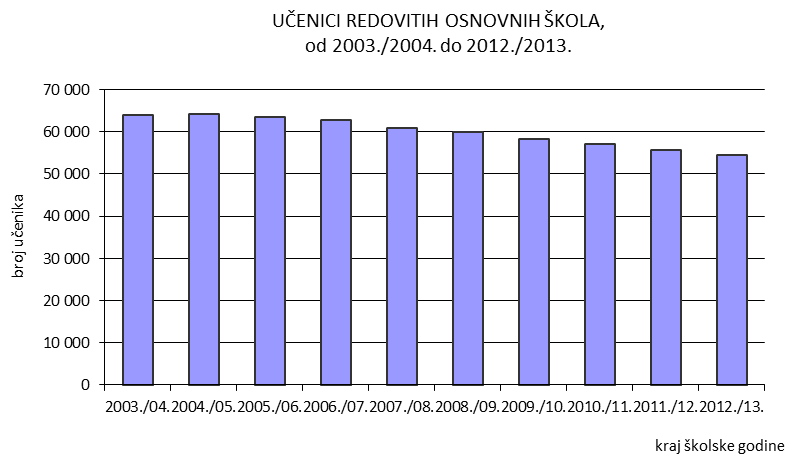 UČENICI REDOVITIH OSNOVNIH ŠKOLA,
od 2003./2004. do 2012./2013.
broj učenika
70 000
60 000
50 000
40 000
30 000
20 000
10 000
0
2003./04. 2004./05. 2005./06. 2006./07. 2007./08. 2008./09. 2009./10. 2010./11. 2011./12. 2012./13.
kraj školske godine